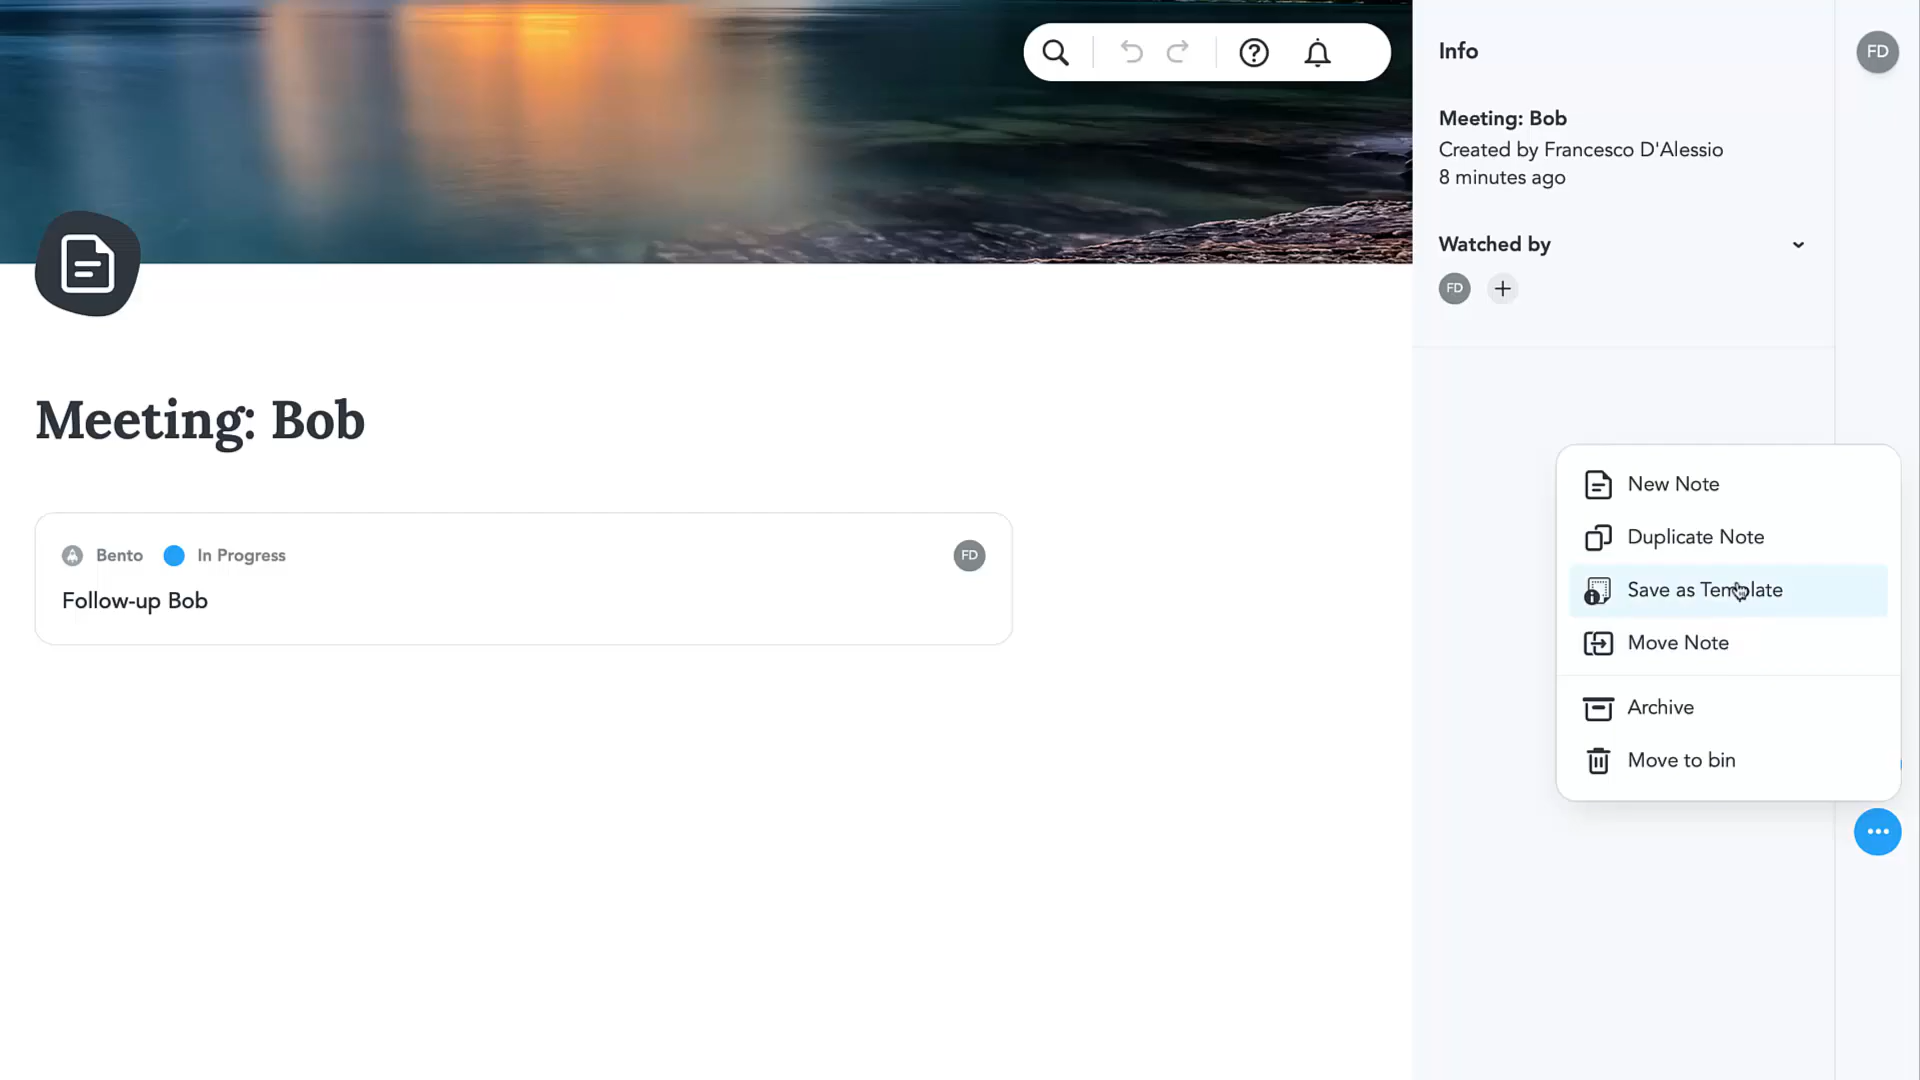 Info
FD
Meeting: Bob
Created by Francesco D'Alessio
8 minutes ago
Watched by
FD
Meeting: Bob
Bento In Progress FD
Follow-up Bob
New Note
Duplicate Note
Save as Template
Move Note
Archive
Move to bin